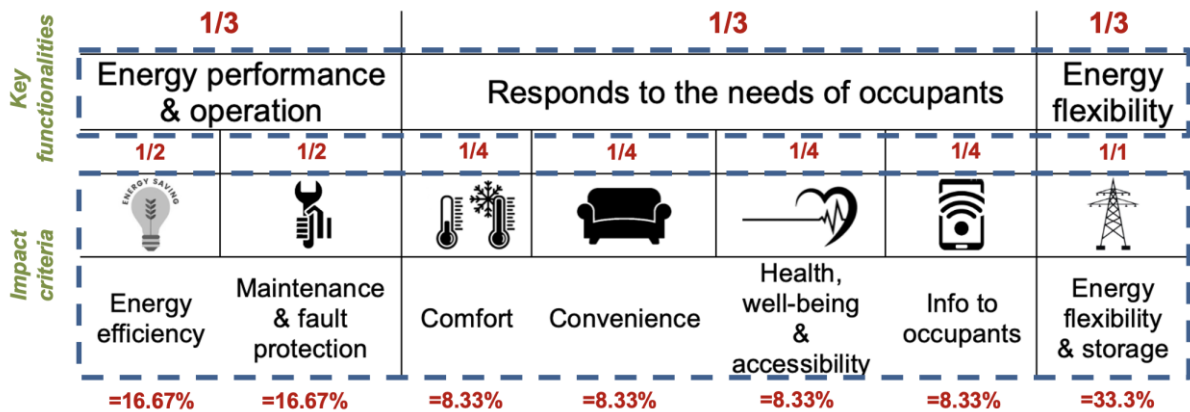 1/3 1/3 1/3
Key
functionalities
Energy performance
& operation
Responds to the needs of occupants
Energy
flexibility
1/2 1/2 1/4 1/4 1/4 1/4 1/1
Impact
criteria
ENERGY SAVING
Energy
efficiency
Maintenance
& fault
protection
Comfort
Convenience
Health,
well-being
&
accessibility
Info to
occupants
Energy
flexibility
& storage
=16.67% =16.67% =8.33% =8.33% =8.33% =8.33% =33.3%